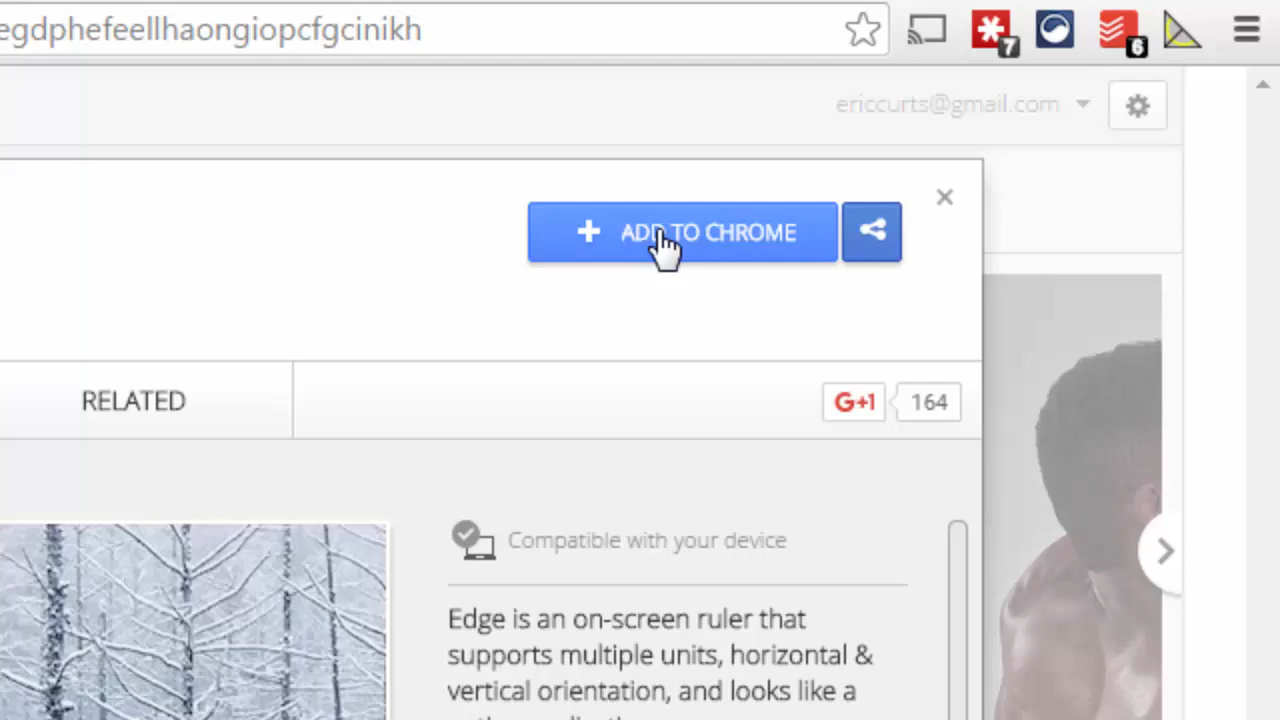 egdphefeellhaongiopcfgcinikh
7
6
ericcurts@gmail.com
ADD TO CHROME
RELATED
G+1
164
Compatible with your device
Edge is an on-screen ruler that
supports multiple units, horizontal &
vertical orientation, and looks like a